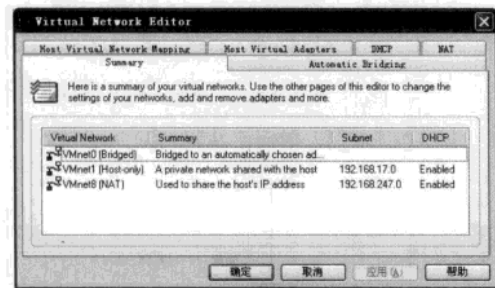 Virtual Network Editor
Host Virtual Network Mapping Host Virtual Adapters DHCP NAT
Summary Automatic Bridging
Here is a summary of your virtual networks. Use the other pages of this editor to change the
settings of your networks, add and remove adapters and more.
Virtual Network Summary Subnet DHCP
VMnet0 (Bridged) Bridged to an automatically chosen ad...
VMnet1 (Host-only) A private network shared with the host 192.168.17.0 Enabled
VMnet8 (NAT) Used to share the host's IP address 192.168.247.0 Enabled
确定 取消 应用(A) 帮助